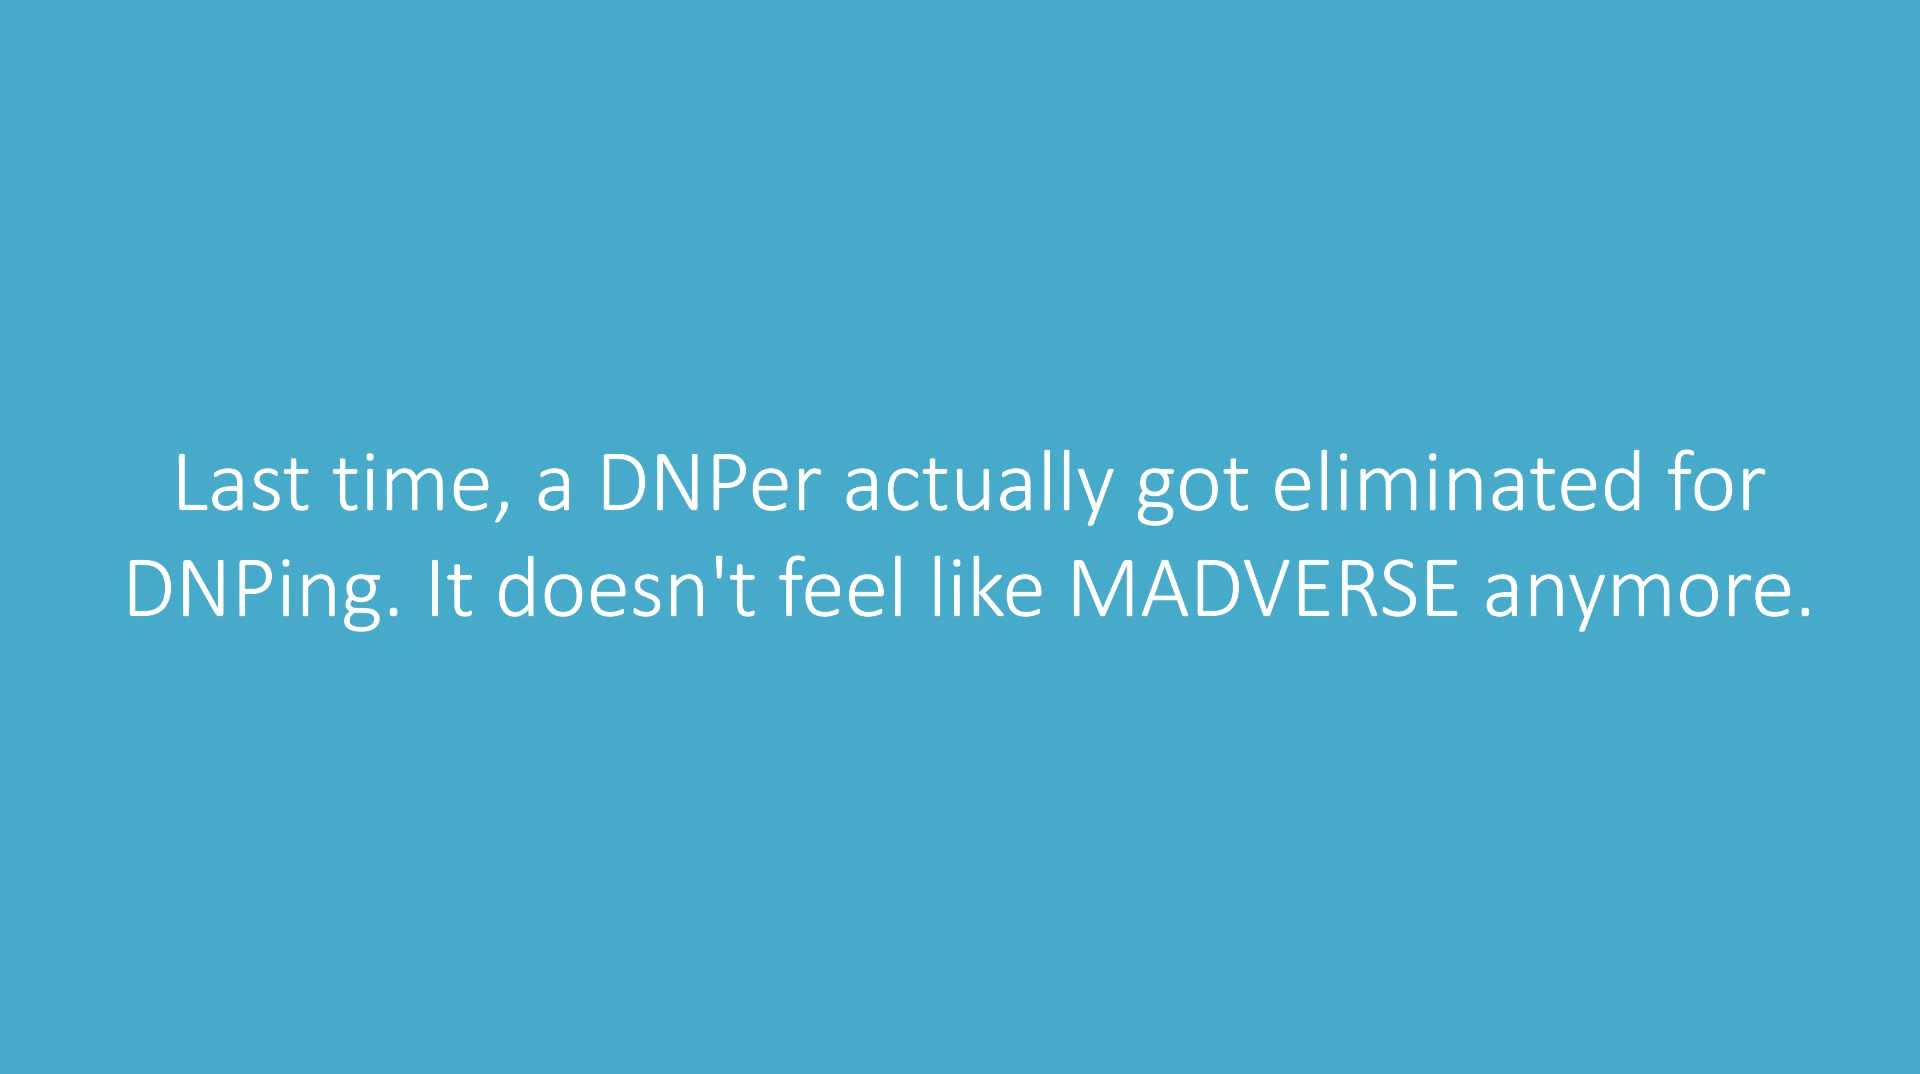 Last time, a DNPer actually got eliminated for
DNPing. It doesn't feel like MADVERSE anymore.